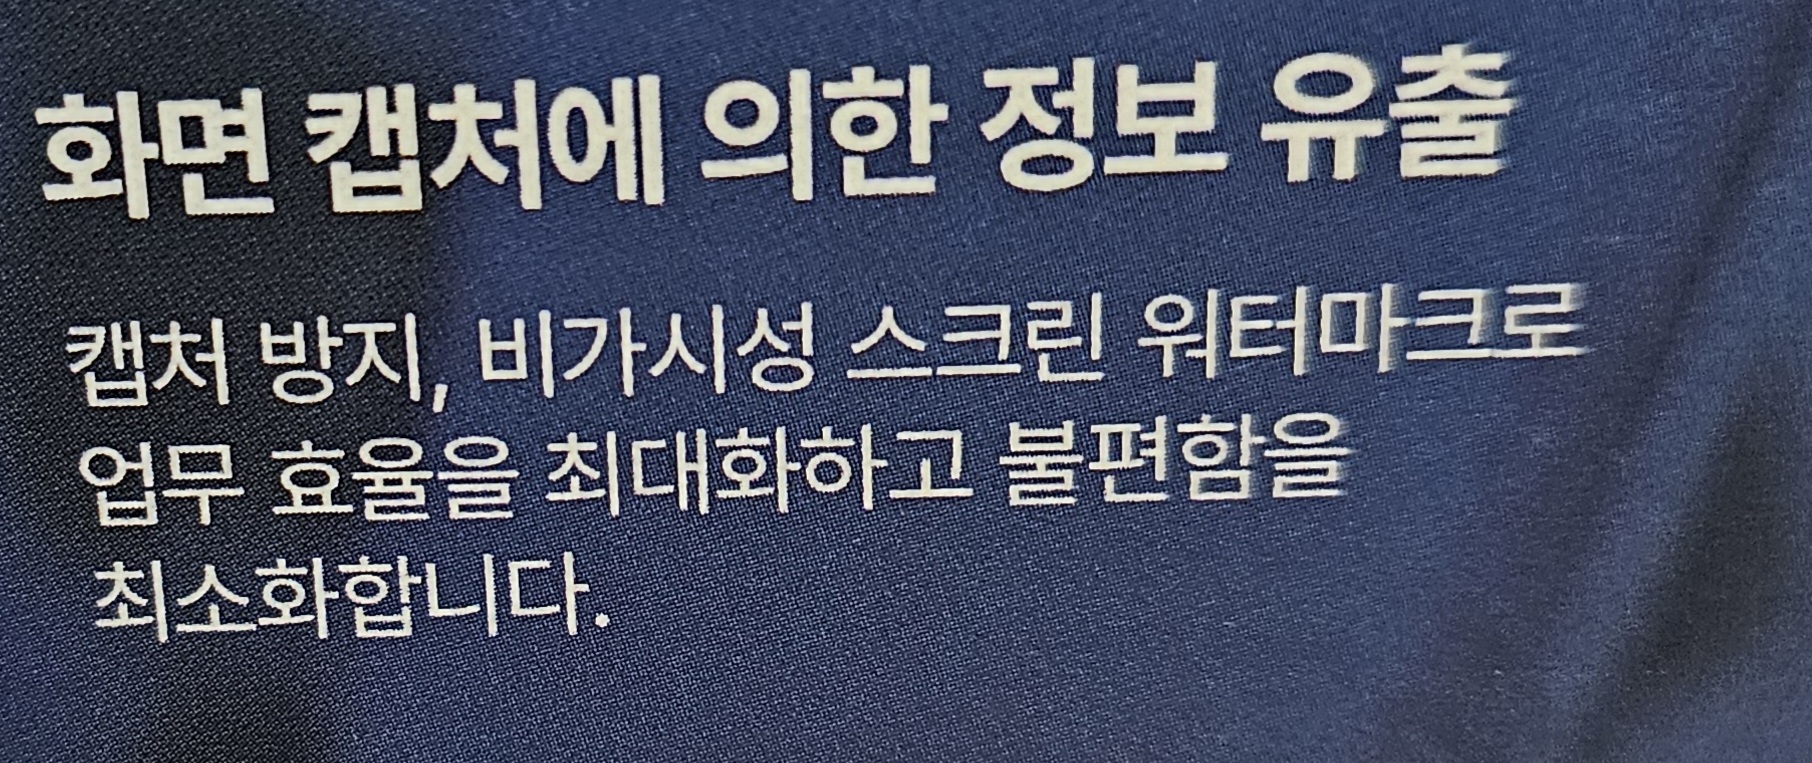 화면 캡처에 의한 정보 유출
캡처 방지, 비가시성 스크린 워터마크로
업무 효율을 최대화하고 불편함을
최소화합니다.